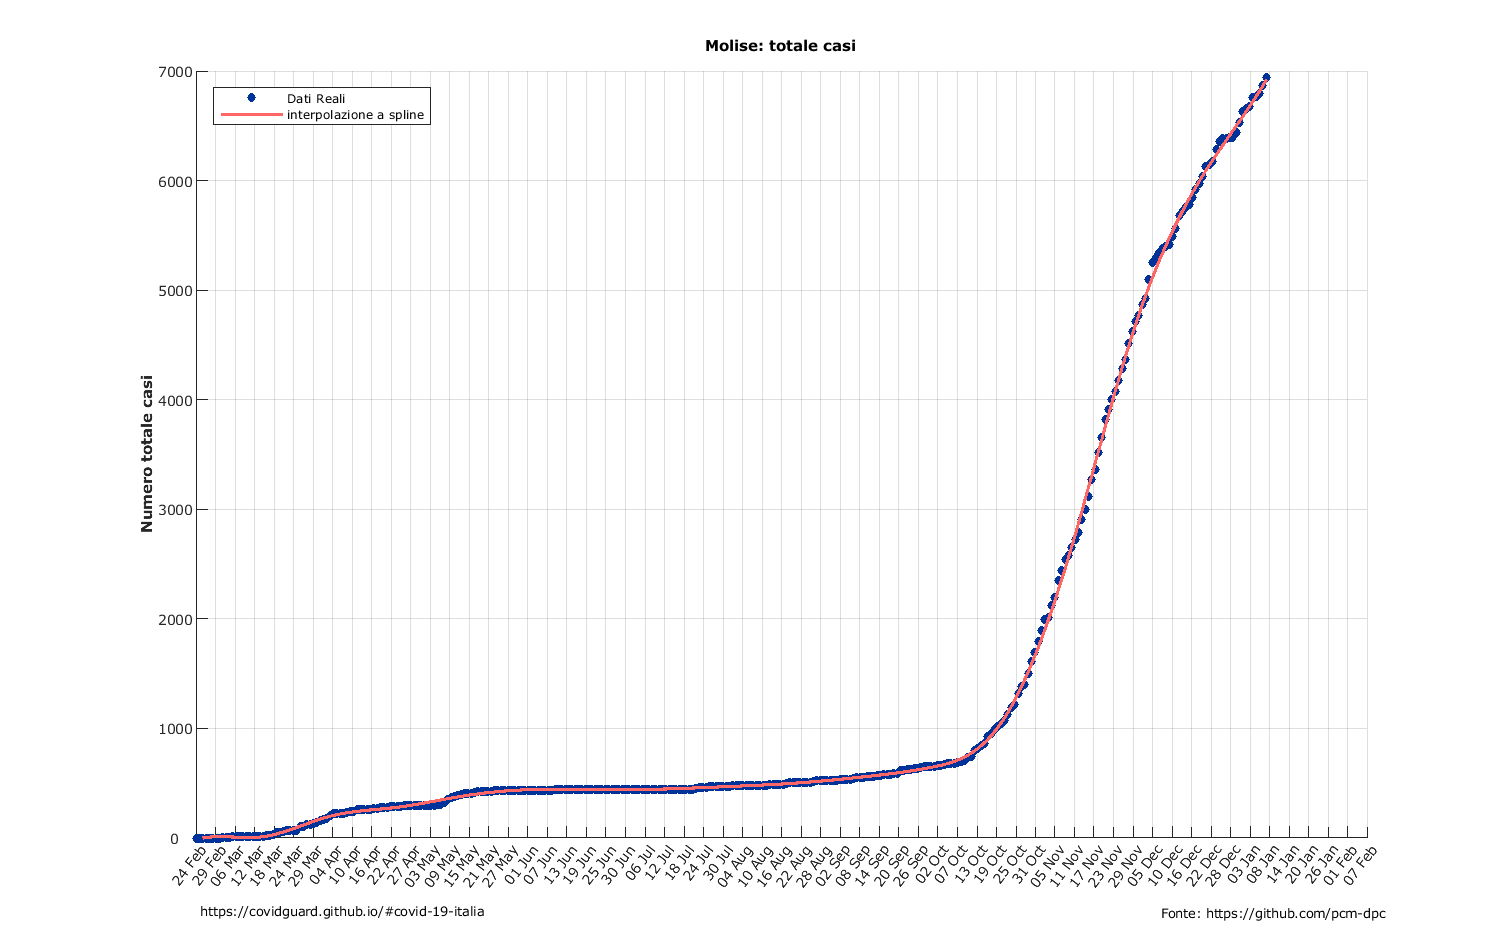 Molise: totale casi
Dati Reali
interpolazione a spline
Numero totale casi
7000
6000
5000
4000
3000
2000
1000
0
24 Feb
29 Feb
06 Mar
12 Mar
18 Mar
24 Mar
29 Mar
04 Apr
10 Apr
16 Apr
22 Apr
27 Apr
03 May
09 May
15 May
21 May
27 May
01 Jun
07 Jun
13 Jun
19 Jun
25 Jun
30 Jun
06 Jul
12 Jul
18 Jul
24 Jul
30 Jul
04 Aug
10 Aug
16 Aug
22 Aug
28 Aug
02 Sep
08 Sep
14 Sep
20 Sep
26 Sep
02 Oct
07 Oct
13 Oct
19 Oct
25 Oct
31 Oct
05 Nov
11 Nov
17 Nov
23 Nov
29 Nov
05 Dec
10 Dec
16 Dec
22 Dec
28 Dec
03 Jan
08 Jan
14 Jan
20 Jan
26 Jan
01 Feb
07 Feb
https://covidguard.github.io/#covid-19-italia
Fonte: https://github.com/pcm-dpc